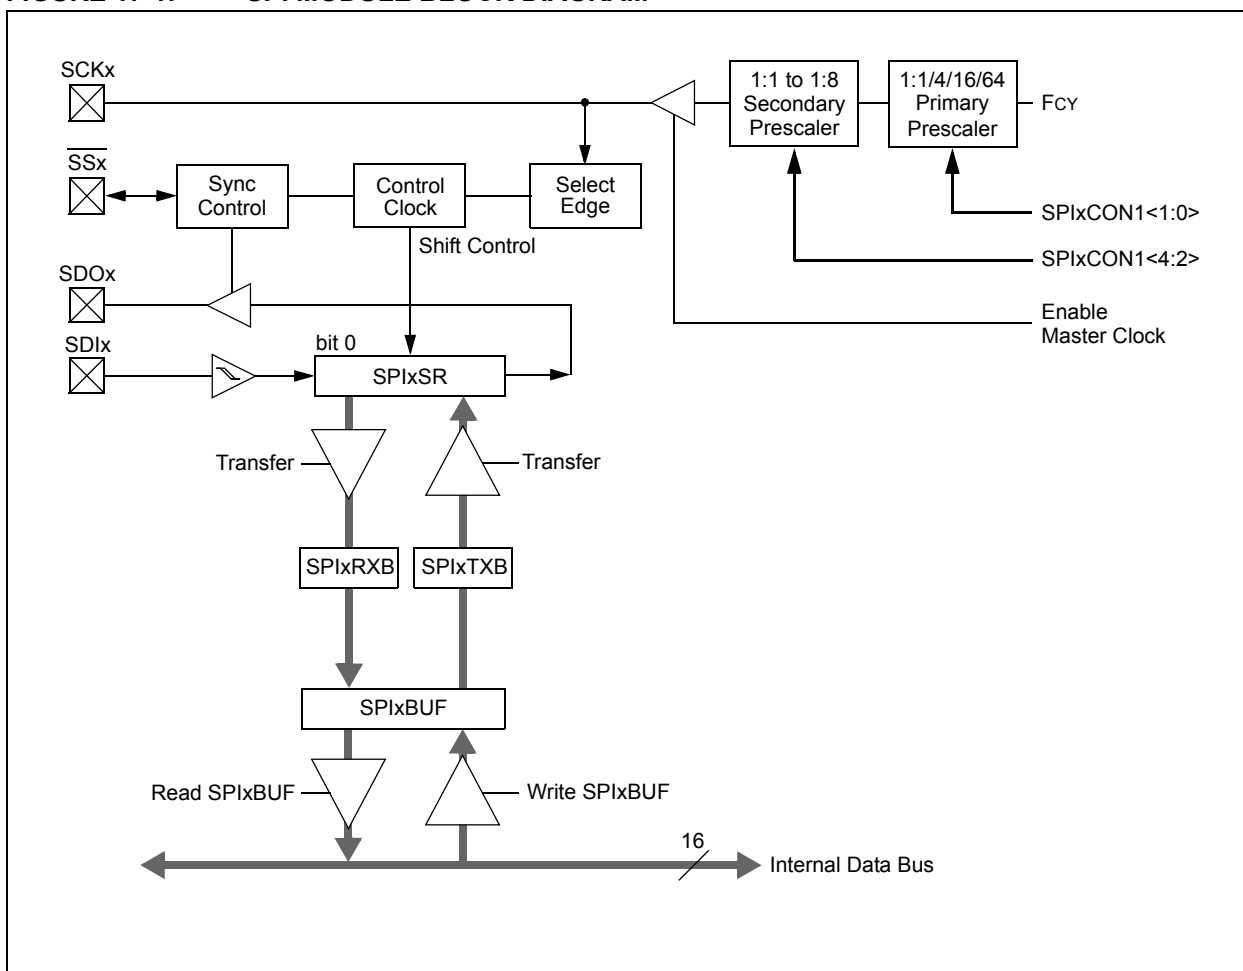 SCKx
1:1 to 1:8
Secondary
Prescaler
1:1/4/16/64
Primary
Prescaler
FCY
SSx
Sync
Control
Control
Clock
Select
Edge
SPIxCON1<1:0>
Shift Control
SPIxCON1<4:2>
SDOx
Enable
Master Clock
SDIx
bit 0
SPIxSR
Transfer
Transfer
SPIxRXB
SPIxTXB
SPIxBUF
Read SPIxBUF
Write SPIxBUF
16
Internal Data Bus